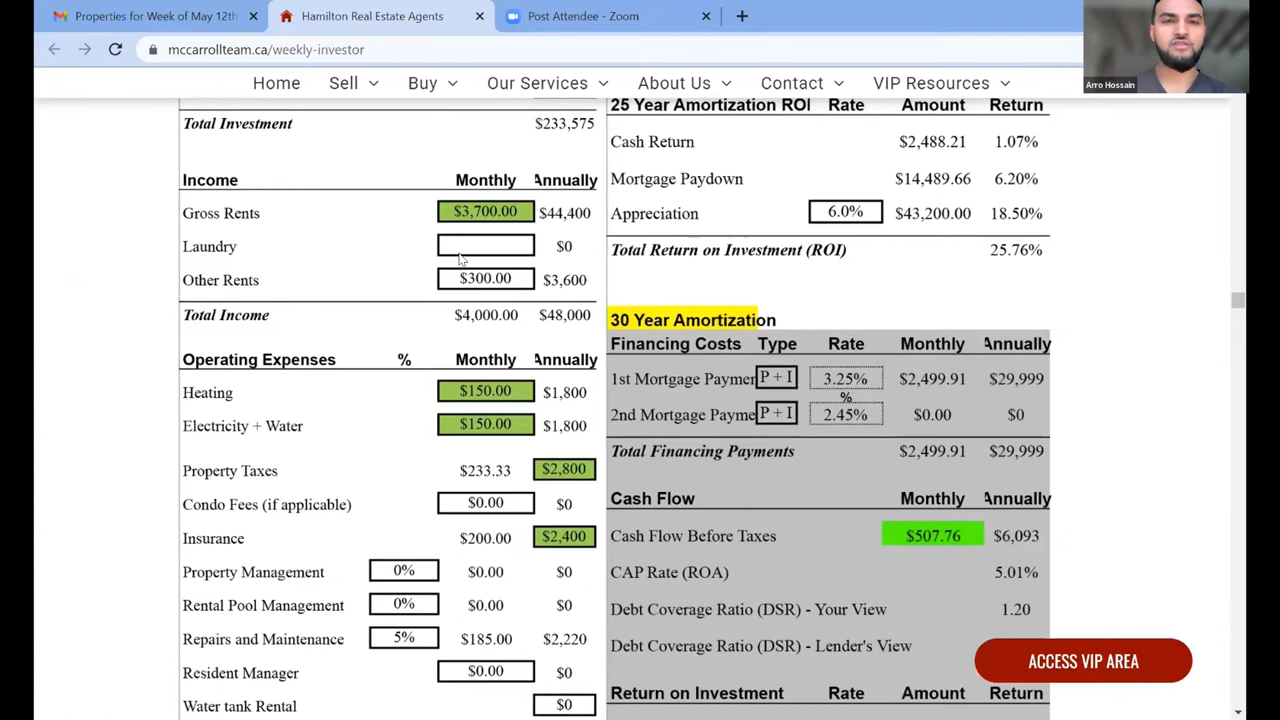 Properties for Week of May 12th
Hamilton Real Estate Agents
Post Attendee - Zoom
mccarrollteam.ca/weekly-investor
Arro Hossain
Home Sell Buy Our Services About Us Contact VIP Resources
Total Investment $233,575
Income Monthly Annually
Gross Rents $3,700.00 $44,400
Laundry $0
Other Rents $300.00 $3,600
Total Income $4,000.00 $48,000
Operating Expenses % Monthly Annually
Heating $150.00 $1,800
Electricity + Water $150.00 $1,800
Property Taxes $233.33 $2,800
Condo Fees (if applicable) $0.00 $0
Insurance $200.00 $2,400
Property Management 0% $0.00 $0
Rental Pool Management 0% $0.00 $0
Repairs and Maintenance 5% $185.00 $2,220
Resident Manager $0.00 $0
Water tank Rental $0
25 Year Amortization ROI Rate Amount Return
Cash Return $2,488.21 1.07%
Mortgage Paydown $14,489.66 6.20%
Appreciation 6.0% $43,200.00 18.50%
Total Return on Investment (ROI) 25.76%
30 Year Amortization
Financing Costs Type Rate Monthly Annually
1st Mortgage Paymer P + I 3.25% $2,499.91 $29,999
%
2nd Mortgage Payme P + I 2.45% $0.00 $0
Total Financing Payments $2,499.91 $29,999
Cash Flow Monthly Annually
Cash Flow Before Taxes $507.76 $6,093
CAP Rate (ROA) 5.01%
Debt Coverage Ratio (DSR) - Your View 1.20
Debt Coverage Ratio (DSR) - Lender's View
ACCESS VIP AREA
Return on Investment Rate Amount Return